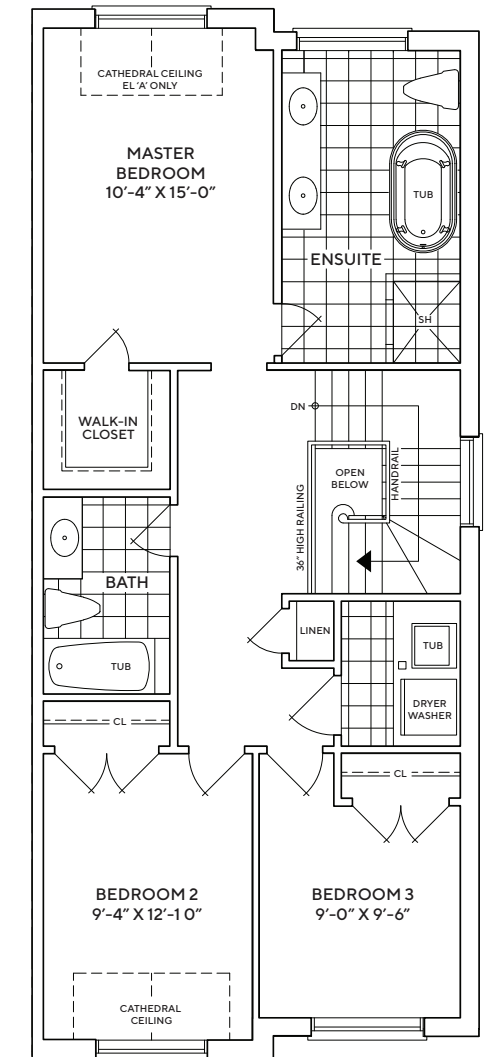 CATHEDRAL CEILING
EL 'A' ONLY
MASTER
BEDROOM
10'-4" X 15'-0"
TUB
ENSUITE
SH
DN
WALK-IN
CLOSET
OPEN
BELOW
HANDRAIL
36" HIGH RAILING
BATH
LINEN
TUB
TUB
DRYER
WASHER
CL
CL
BEDROOM 2
9'-4" X 12'-1 0"
BEDROOM 3
9'-0" X 9'-6"
CATHEDRAL
CEILING